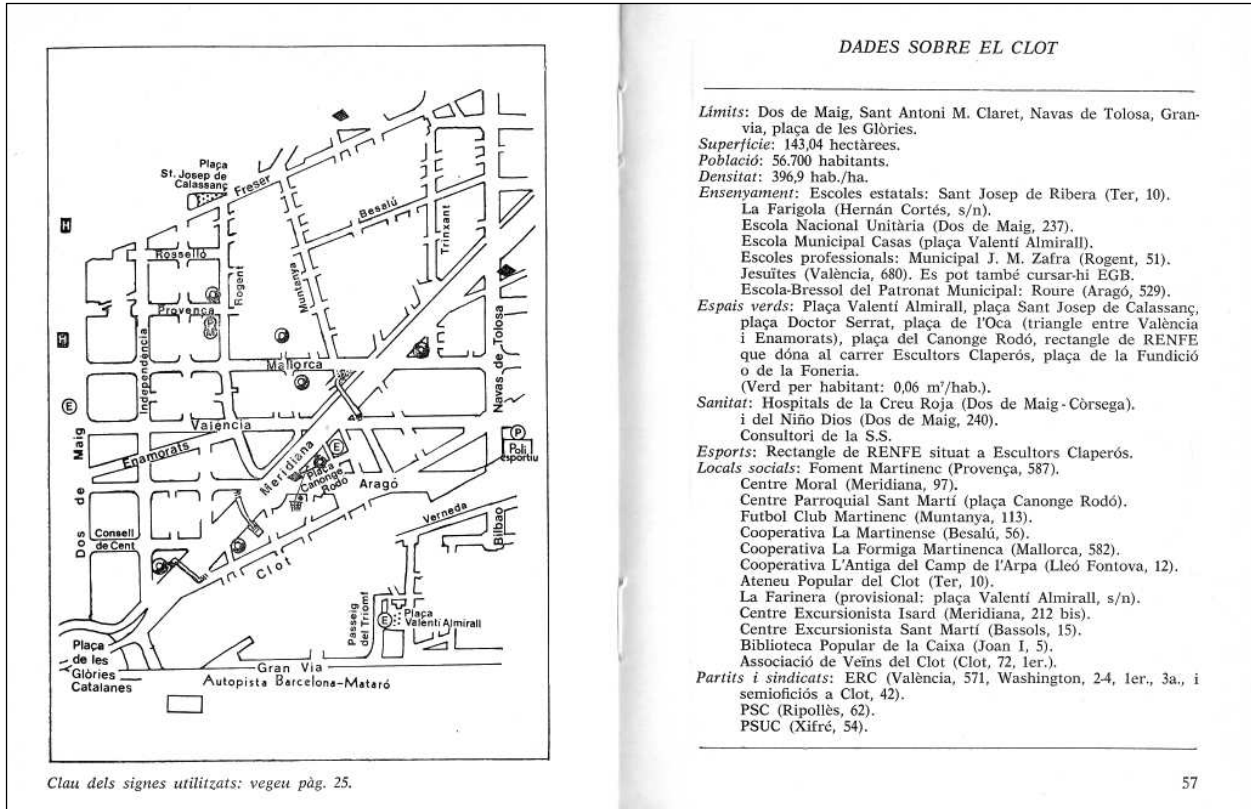 Plaça
St. Josep de
Calassanç
Freser
Besalú
Trinxant
H
Rosselló
Rogent
Muntanya
Provença
H
Independència
Mallorca
Navas de Tolosa
E
València
Enamorats
Meridiana
E
P
Poli
esportiu
Plaça
Canonge
Rodó
Aragó
Dos de Maig
Verneda
Bilbao
Consell
de Cent
Clot
Passeig
del Triomf
E
Plaça
Valentí Almirall
Plaça
de les
Glòries
Catalanes
Gran Via
Autopista Barcelona-Mataró
Clau dels signes utilitzats: vegeu pàg. 25.
DADES SOBRE EL CLOT
Límits: Dos de Maig, Sant Antoni M. Claret, Navas de Tolosa, Gran-
via, plaça de les Glòries.
Superfície: 143,04 hectàrees.
Població: 56.700 habitants.
Densitat: 396,9 hab./ha.
Ensenyament: Escoles estatals: Sant Josep de Ribera (Ter, 10).
La Farigola (Hernán Cortés, s/n).
Escola Nacional Unitària (Dos de Maig, 237).
Escola Municipal Casas (plaça Valentí Almirall).
Escoles professionals: Municipal J. M. Zafra (Rogent, 51).
Jesuïtes (València, 680). Es pot també cursar-hi EGB.
Escola-Bressol del Patronat Municipal: Roure (Aragó, 529).
Espais verds: Plaça Valentí Almirall, plaça Sant Josep de Calassanç,
plaça Doctor Serrat, plaça de l'Oca (triangle entre València
i Enamorats), plaça del Canonge Rodó, rectangle de RENFE
que dóna al carrer Escultors Claperós, plaça de la Fundició
o de la Foneria.
(Verd per habitant: 0,06 m²/hab.).
Sanitat: Hospitals de la Creu Roja (Dos de Maig - Còrsega).
i del Niño Dios (Dos de Maig, 240).
Consultori de la S.S.
Esports: Rectangle de RENFE situat a Escultors Claperós.
Locals socials: Foment Martinenc (Provença, 587).
Centre Moral (Meridiana, 97).
Centre Parroquial Sant Martí (plaça Canonge Rodó).
Futbol Club Martinenc (Muntanya, 113).
Cooperativa La Martinense (Besalú, 56).
Cooperativa La Formiga Martinenca (Mallorca, 582).
Cooperativa L'Antiga del Camp de l'Arpa (Lleó Fontova, 12).
Ateneu Popular del Clot (Ter, 10).
La Farinera (provisional: plaça Valentí Almirall, s/n).
Centre Excursionista Isard (Meridiana, 212 bis).
Centre Excursionista Sant Martí (Bassols, 15).
Biblioteca Popular de la Caixa (Joan I, 5).
Associació de Veïns del Clot (Clot, 72, 1er.).
Partits i sindicats: ERC (València, 571, Washington, 2-4, 1er., 3a., i
semioficiós a Clot, 42).
PSC (Ripollès, 62).
PSUC (Xifré, 54).
57